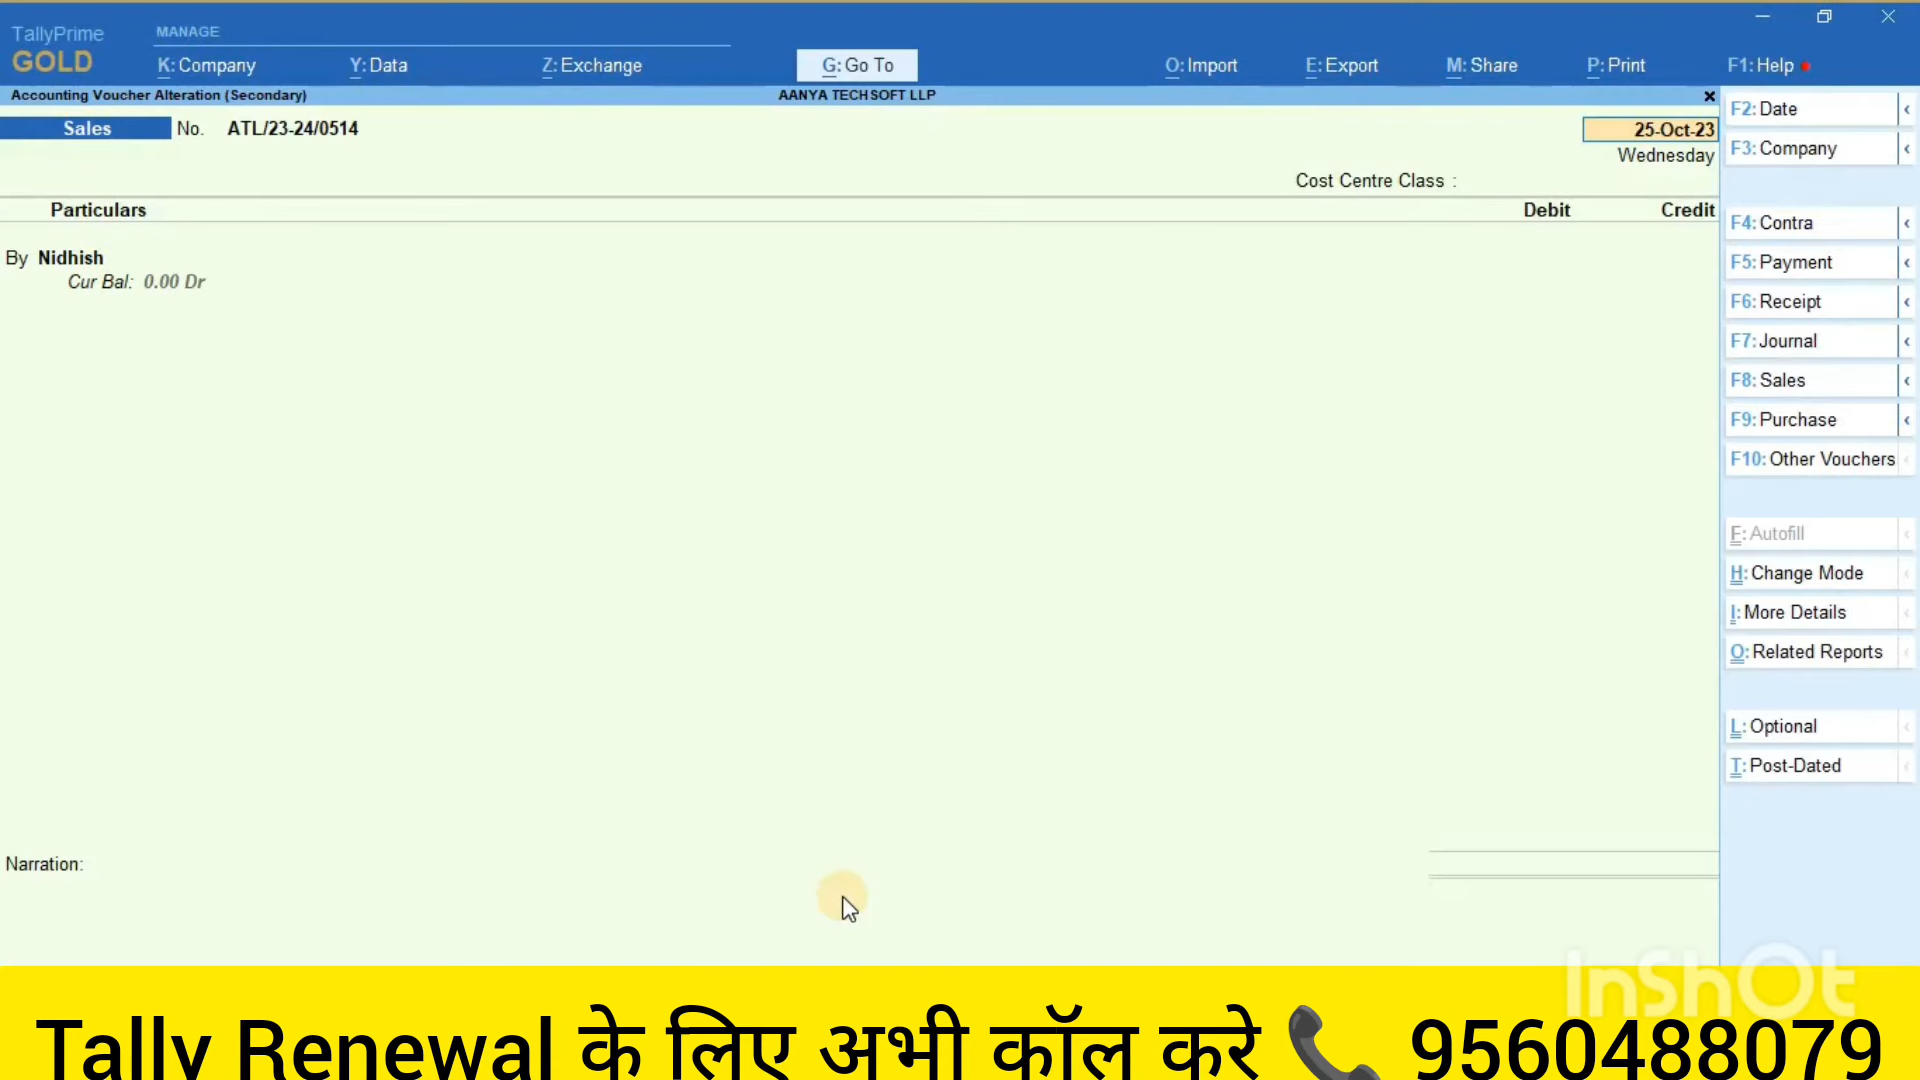 TallyPrime
GOLD
MANAGE
K: Company
Y: Data
Z: Exchange
G: Go To
O: Import
E: Export
M: Share
P: Print
F1: Help
Accounting Voucher Alteration (Secondary)
AANYA TECHSOFT LLP
Sales No. ATL/23-24/0514
25-Oct-23
Wednesday
Cost Centre Class :
Particulars
Debit
Credit
By Nidhish
Cur Bal: 0.00 Dr
Narration:
F2: Date
F3: Company
F4: Contra
F5: Payment
F6: Receipt
F7: Journal
F8: Sales
F9: Purchase
F10: Other Vouchers
F: Autofill
H: Change Mode
I: More Details
O: Related Reports
L: Optional
T: Post-Dated
InShOt
Tally Renewal के लिए अभी कॉल करे 9560488079